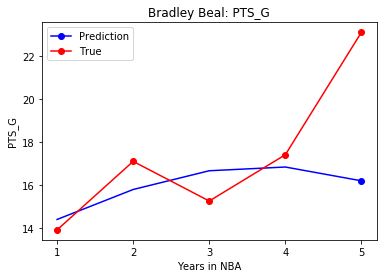 Bradley Beal: PTS_G
Prediction
True
PTS_G
22
20
18
16
14
1 2 3 4 5
Years in NBA